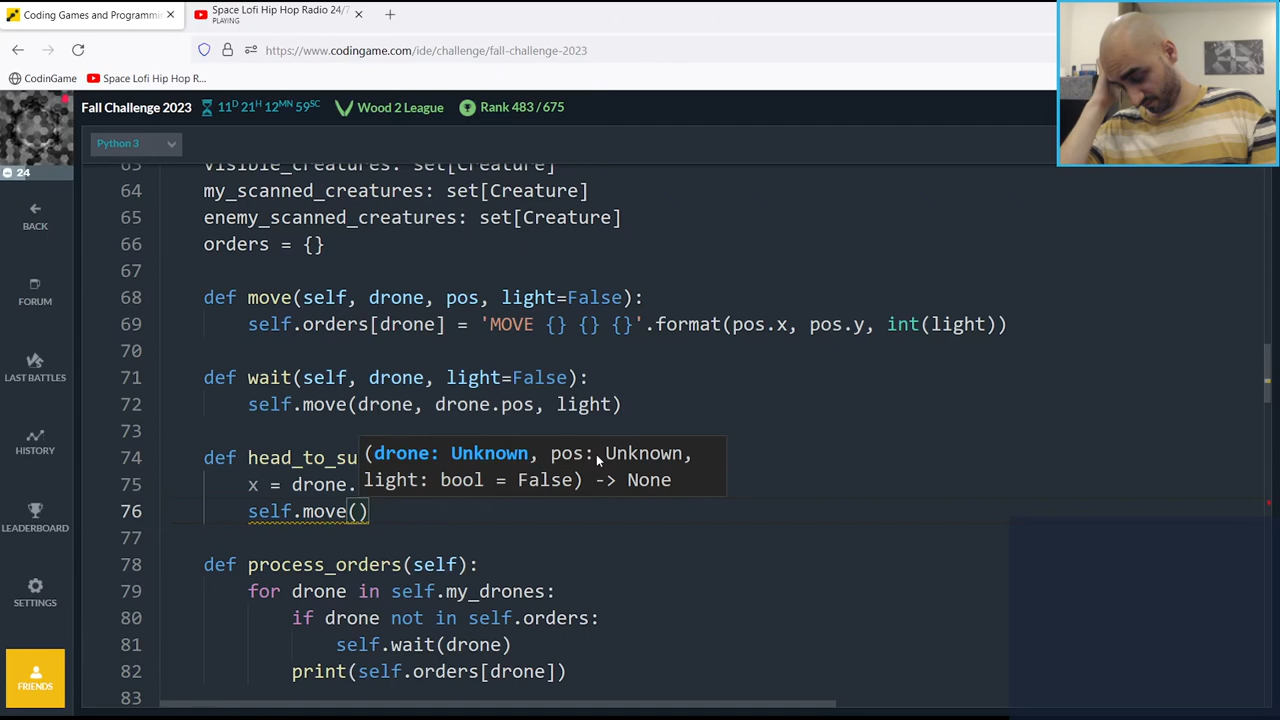 Coding Games and Programmi
Space Lofi Hip Hop Radio 24/7
PLAYING
https://www.codingame.com/ide/challenge/fall-challenge-2023
CodinGame
Space Lofi Hip Hop R...
Fall Challenge 2023
11D 21H 12MN 59SC
Wood 2 League
Rank 483 / 675
Python 3
24
BACK
FORUM
LAST BATTLES
HISTORY
LEADERBOARD
SETTINGS
FRIENDS
63 visible_creatures: set[Creature]
64 my_scanned_creatures: set[Creature]
65 enemy_scanned_creatures: set[Creature]
66 orders = {}
67
68 def move(self, drone, pos, light=False):
69 self.orders[drone] = 'MOVE {} {} {}'.format(pos.x, pos.y, int(light))
70
71 def wait(self, drone, light=False):
72 self.move(drone, drone.pos, light)
73
(drone: Unknown, pos: Unknown,
light: bool = False) -> None
74 def head_to_su
75 x = drone.
76 self.move()
77
78 def process_orders(self):
79 for drone in self.my_drones:
80 if drone not in self.orders:
81 self.wait(drone)
82 print(self.orders[drone])
83